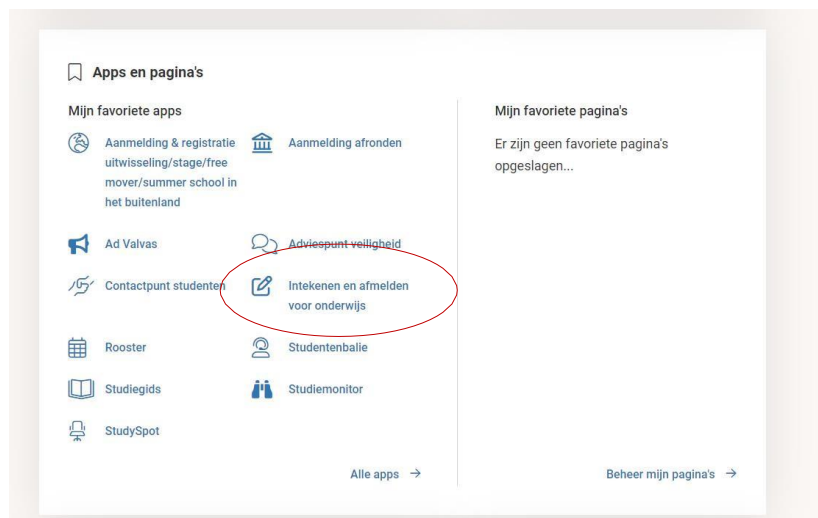 Apps en pagina's
Mijn favoriete apps
Aanmelding & registratie
uitwisseling/stage/free
mover/summer school in
het buitenland
Aanmelding afronden
Ad Valvas
Adviespunt veiligheid
Contactpunt studenten
Intekenen en afmelden
voor onderwijs
Rooster
Studentenbalie
Studiegids
Studiemonitor
StudySpot
Alle apps
Mijn favoriete pagina's
Er zijn geen favoriete pagina's
opgeslagen...
Beheer mijn pagina's